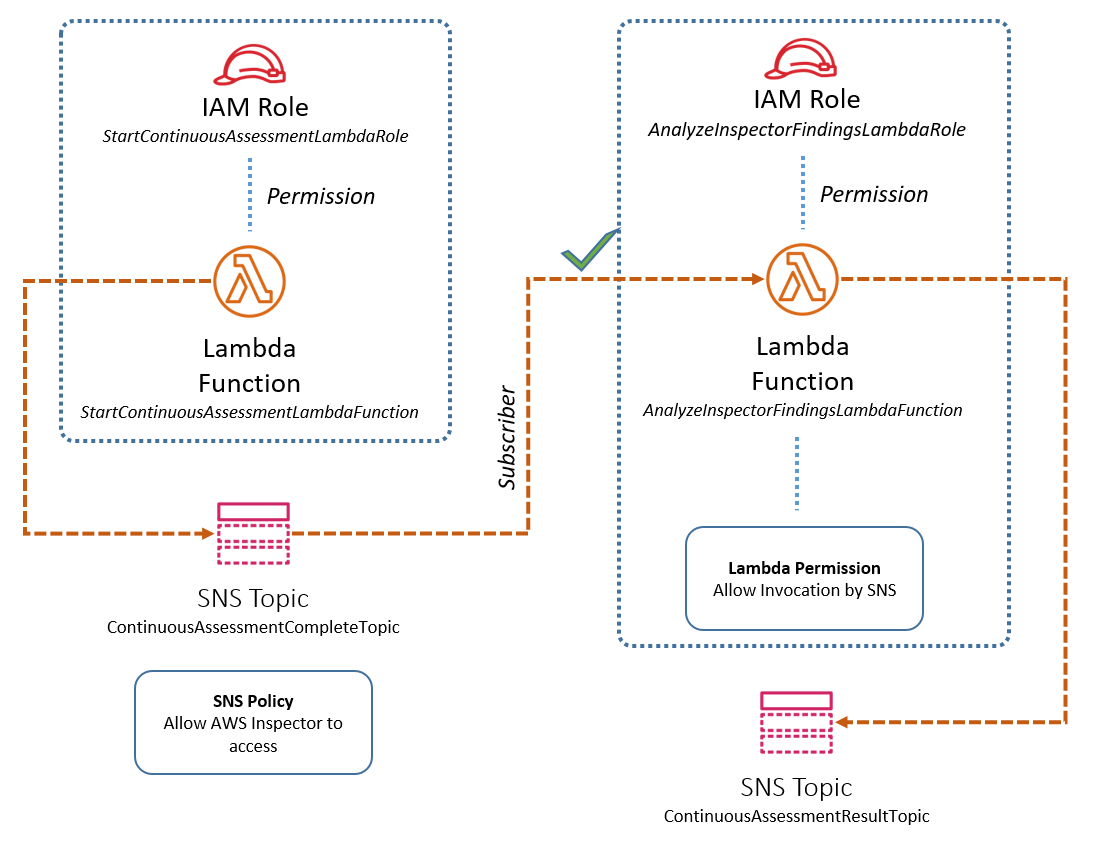 IAM Role
StartContinuousAssessmentLambdaRole
Permission
Lambda
Function
StartContinuousAssessmentLambdaFunction
SNS Topic
ContinuousAssessmentCompleteTopic
SNS Policy
Allow AWS Inspector to
access
Subscriber
IAM Role
AnalyzeInspectorFindingsLambdaRole
Permission
Lambda
Function
AnalyzeInspectorFindingsLambdaFunction
Lambda Permission
Allow Invocation by SNS
SNS Topic
ContinuousAssessmentResultTopic